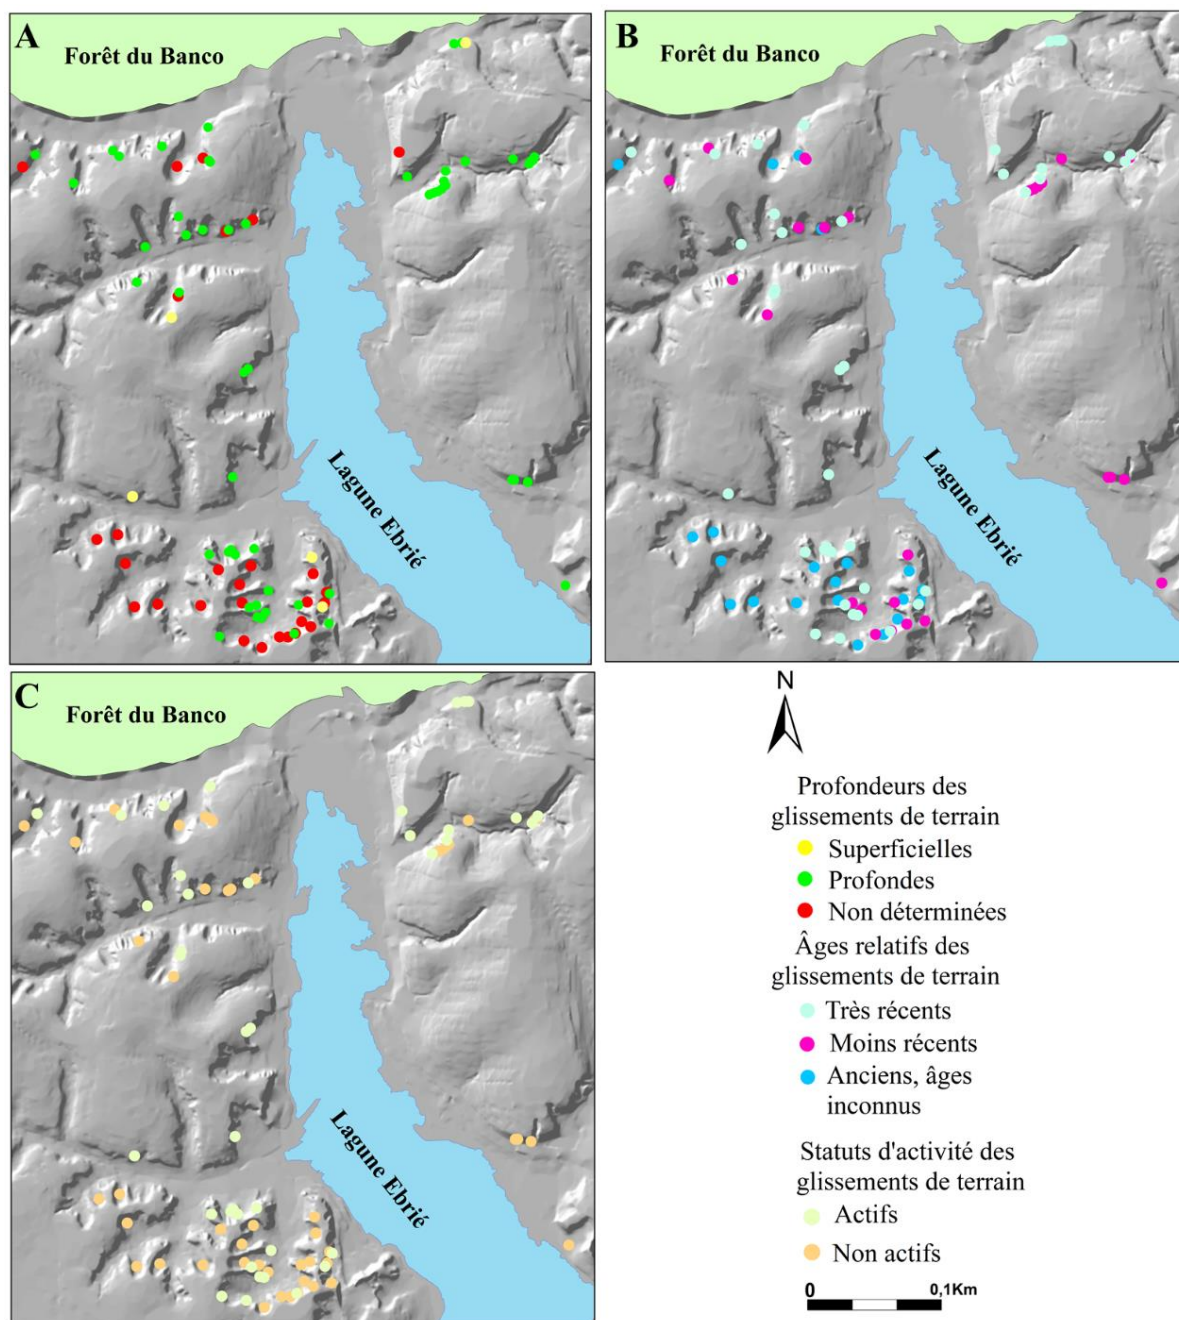 A
Forêt du Banco
Lagune Ebrié
B
Forêt du Banco
Lagune Ebrié
C
Forêt du Banco
Lagune Ebrié
N
Profondeurs des
glissements de terrain
Superficielles
Profondes
Non déterminées
Âges relatifs des
glissements de terrain
Très récents
Moins récents
Anciens, âges
inconnus
Statuts d'activité des
glissements de terrain
Actifs
Non actifs
0 0,1Km